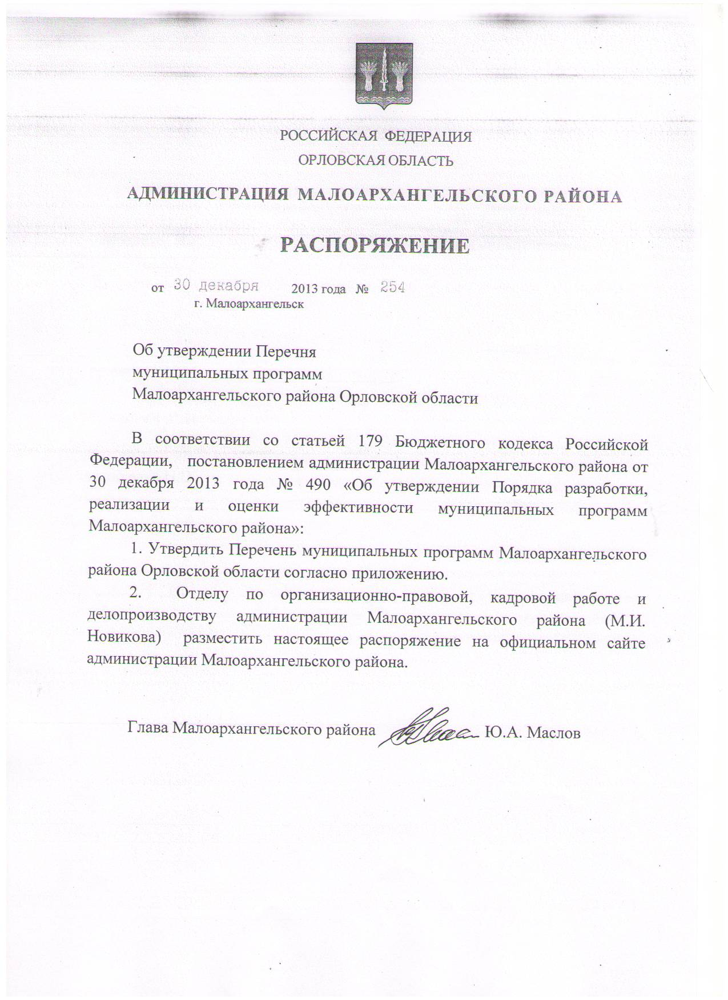 РОССИЙСКАЯ ФЕДЕРАЦИЯ
ОРЛОВСКАЯ ОБЛАСТЬ
АДМИНИСТРАЦИЯ МАЛОАРХАНГЕЛЬСКОГО РАЙОНА
РАСПОРЯЖЕНИЕ
от 30 декабря 2013 года № 254
г. Малоархангельск
Об утверждении Перечня
муниципальных программ
Малоархангельского района Орловской области
В соответствии со статьей 179 Бюджетного кодекса Российской
Федерации, постановлением администрации Малоархангельского района от
30 декабря 2013 года № 490 «Об утверждении Порядка разработки,
реализации и оценки эффективности муниципальных программ
Малоархангельского района»:
1. Утвердить Перечень муниципальных программ Малоархангельского
района Орловской области согласно приложению.
2. Отделу по организационно-правовой, кадровой работе и
делопроизводству администрации Малоархангельского района (М.И.
Новикова) разместить настоящее распоряжение на официальном сайте
администрации Малоархангельского района.
Глава Малоархангельского района Ю.А. Маслов